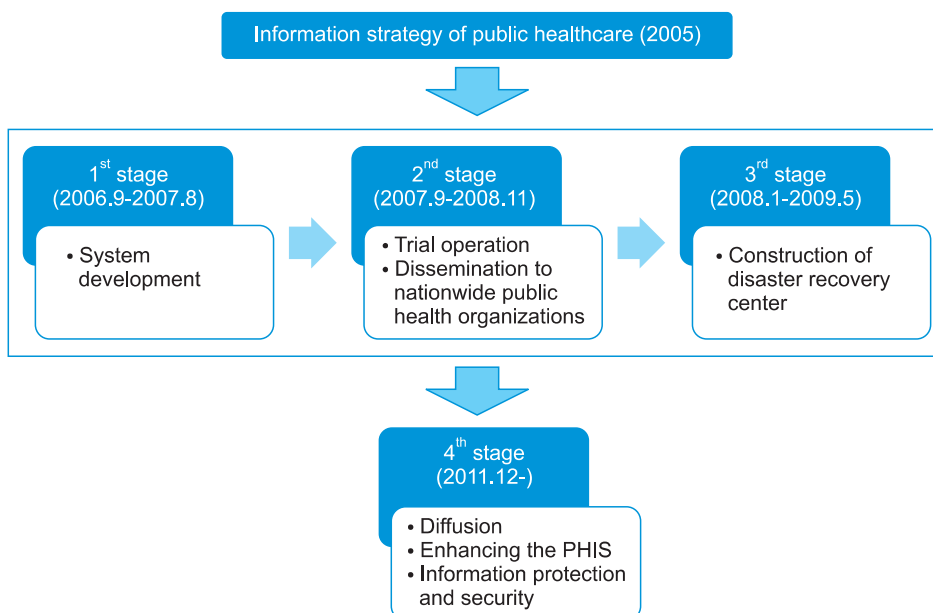 Information strategy of public healthcare (2005)
1st stage
(2006.9-2007.8)
• System
development
2nd stage
(2007.9-2008.11)
• Trial operation
• Dissemination to
nationwide public
health organizations
3rd stage
(2008.1-2009.5)
• Construction of
disaster recovery
center
4th stage
(2011.12-)
• Diffusion
• Enhancing the PHIS
• Information protection
and security